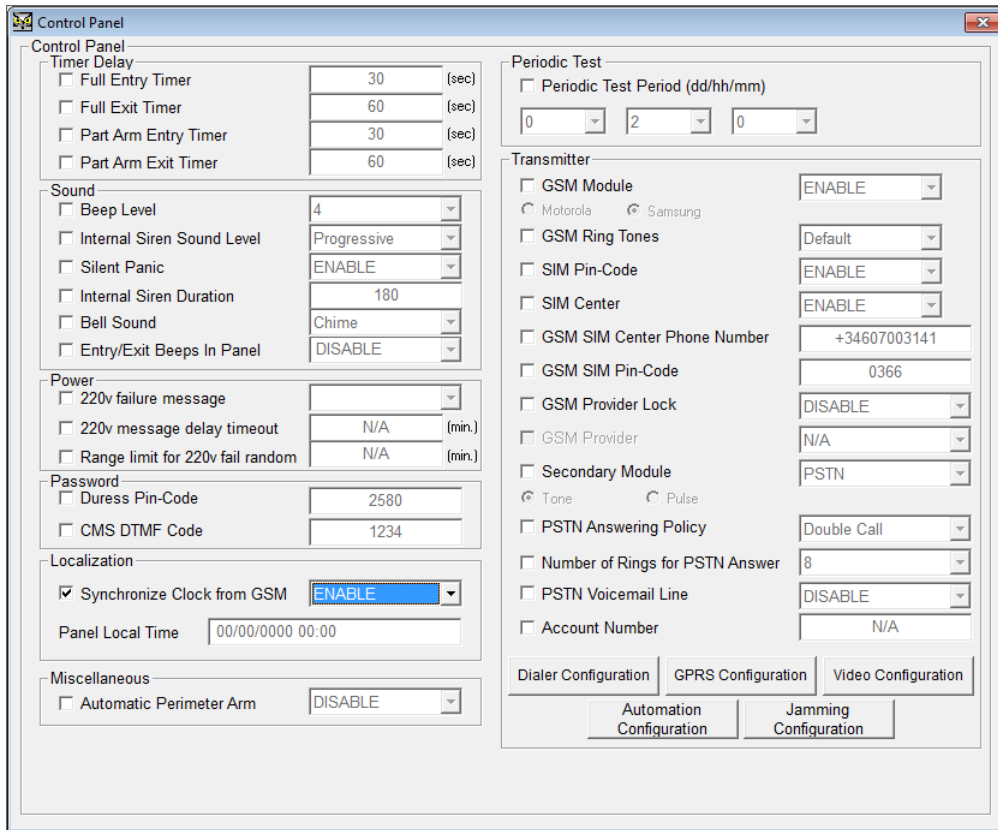 Control Panel
Control Panel
Timer Delay
Full Entry Timer 30 (sec)
Full Exit Timer 60 (sec)
Part Arm Entry Timer 30 (sec)
Part Arm Exit Timer 60 (sec)
Sound
Beep Level 4
Internal Siren Sound Level Progressive
Silent Panic ENABLE
Internal Siren Duration 180
Bell Sound Chime
Entry/Exit Beeps In Panel DISABLE
Power
220v failure message
220v message delay timeout N/A (min.)
Range limit for 220v fail random N/A (min.)
Password
Duress Pin-Code 2580
CMS DTMF Code 1234
Localization
Synchronize Clock from GSM ENABLE
Panel Local Time 00/00/0000 00:00
Miscellaneous
Automatic Perimeter Arm DISABLE
Periodic Test
Periodic Test Period (dd/hh/mm)
0 2 0
Transmitter
GSM Module ENABLE
Motorola Samsung
GSM Ring Tones Default
SIM Pin-Code ENABLE
SIM Center ENABLE
GSM SIM Center Phone Number +34607003141
GSM SIM Pin-Code 0366
GSM Provider Lock DISABLE
GSM Provider N/A
Secondary Module PSTN
Tone Pulse
PSTN Answering Policy Double Call
Number of Rings for PSTN Answer 8
PSTN Voicemail Line DISABLE
Account Number N/A
Dialer Configuration GPRS Configuration Video Configuration
Automation Configuration Jamming Configuration